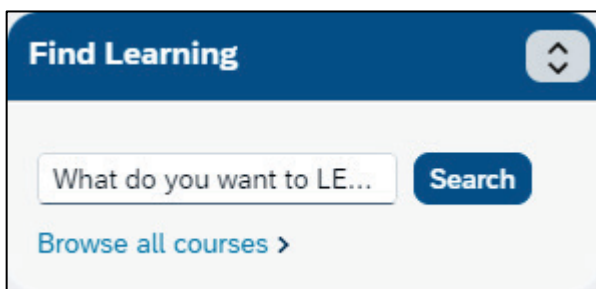 Find Learning
What do you want to LE... Search
Browse all courses >